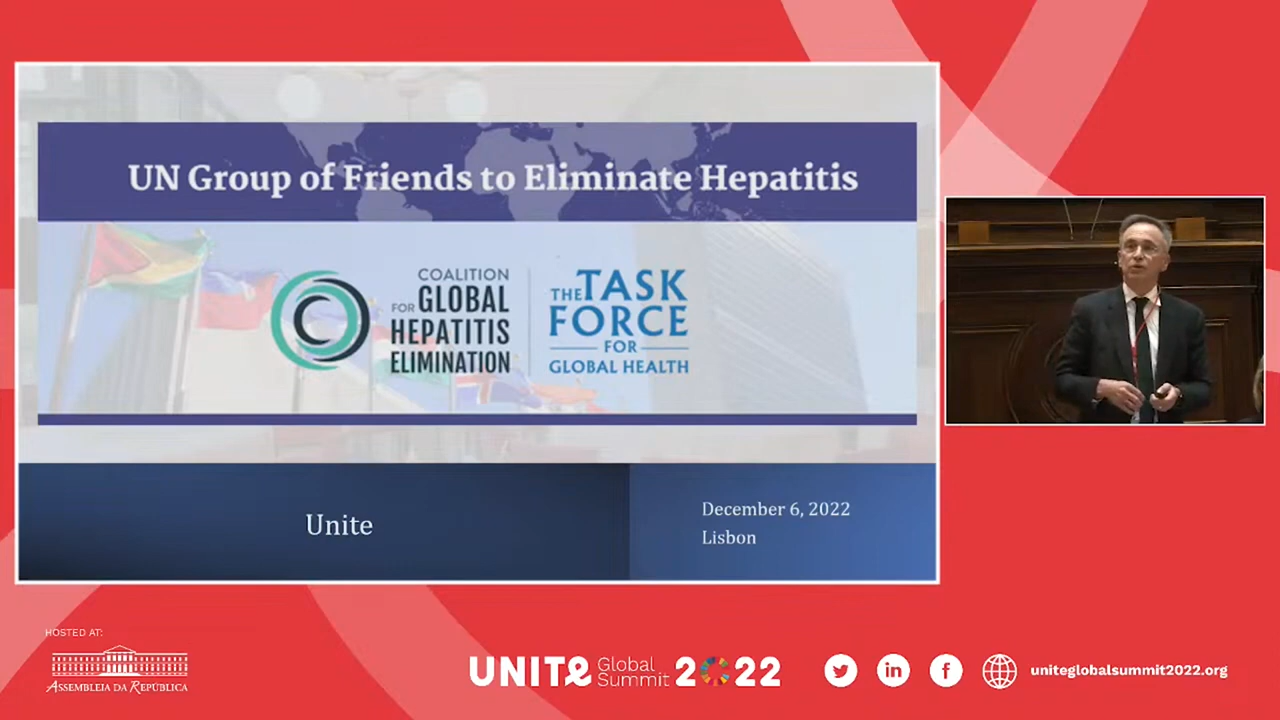 UN Group of Friends to Eliminate Hepatitis
COALITION
FOR GLOBAL
HEPATITIS
ELIMINATION
THE TASK
FORCE
FOR
GLOBAL HEALTH
Unite
December 6, 2022
Lisbon
HOSTED AT:
ASSEMBLEIA DA REPÚBLICA
UNITE Global
Summit 2022
uniteglobalsummit2022.org